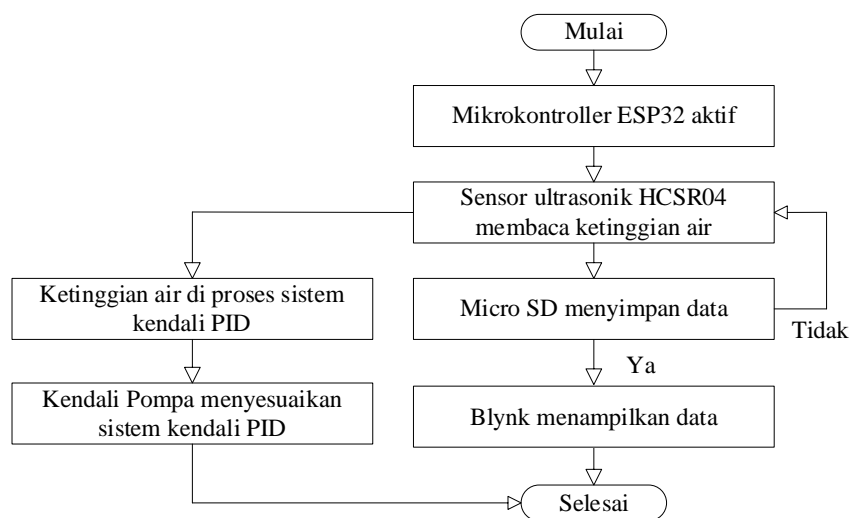 Mulai
Mikrokontroller ESP32 aktif
Sensor ultrasonik HCSR04
membaca ketinggian air
Ketinggian air di proses sistem
kendali PID
Micro SD menyimpan data
Tidak
Ya
Kendali Pompa menyesuaikan
sistem kendali PID
Blynk menampilkan data
Selesai